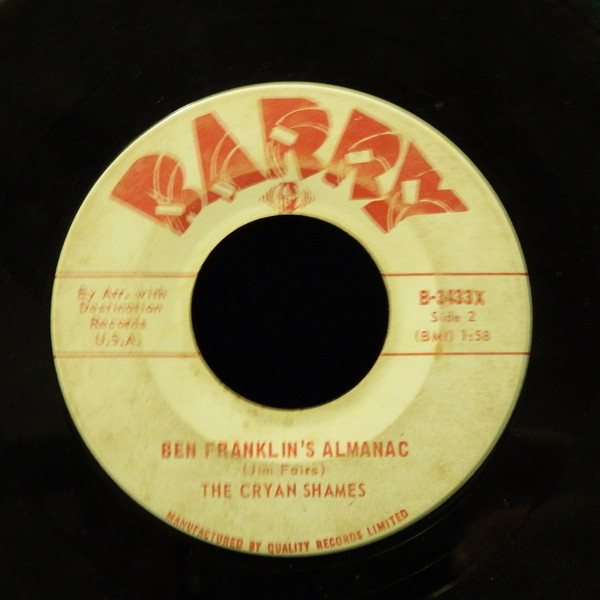 BARRY
By Arr. with
Destination
Records
U.S.A.
B-3433X
Side 2
(BMI) 1:58
BEN FRANKLIN'S ALMANAC
(Jim Fairs)
THE CRYAN SHAMES
MANUFACTURED BY QUALITY RECORDS LIMITED